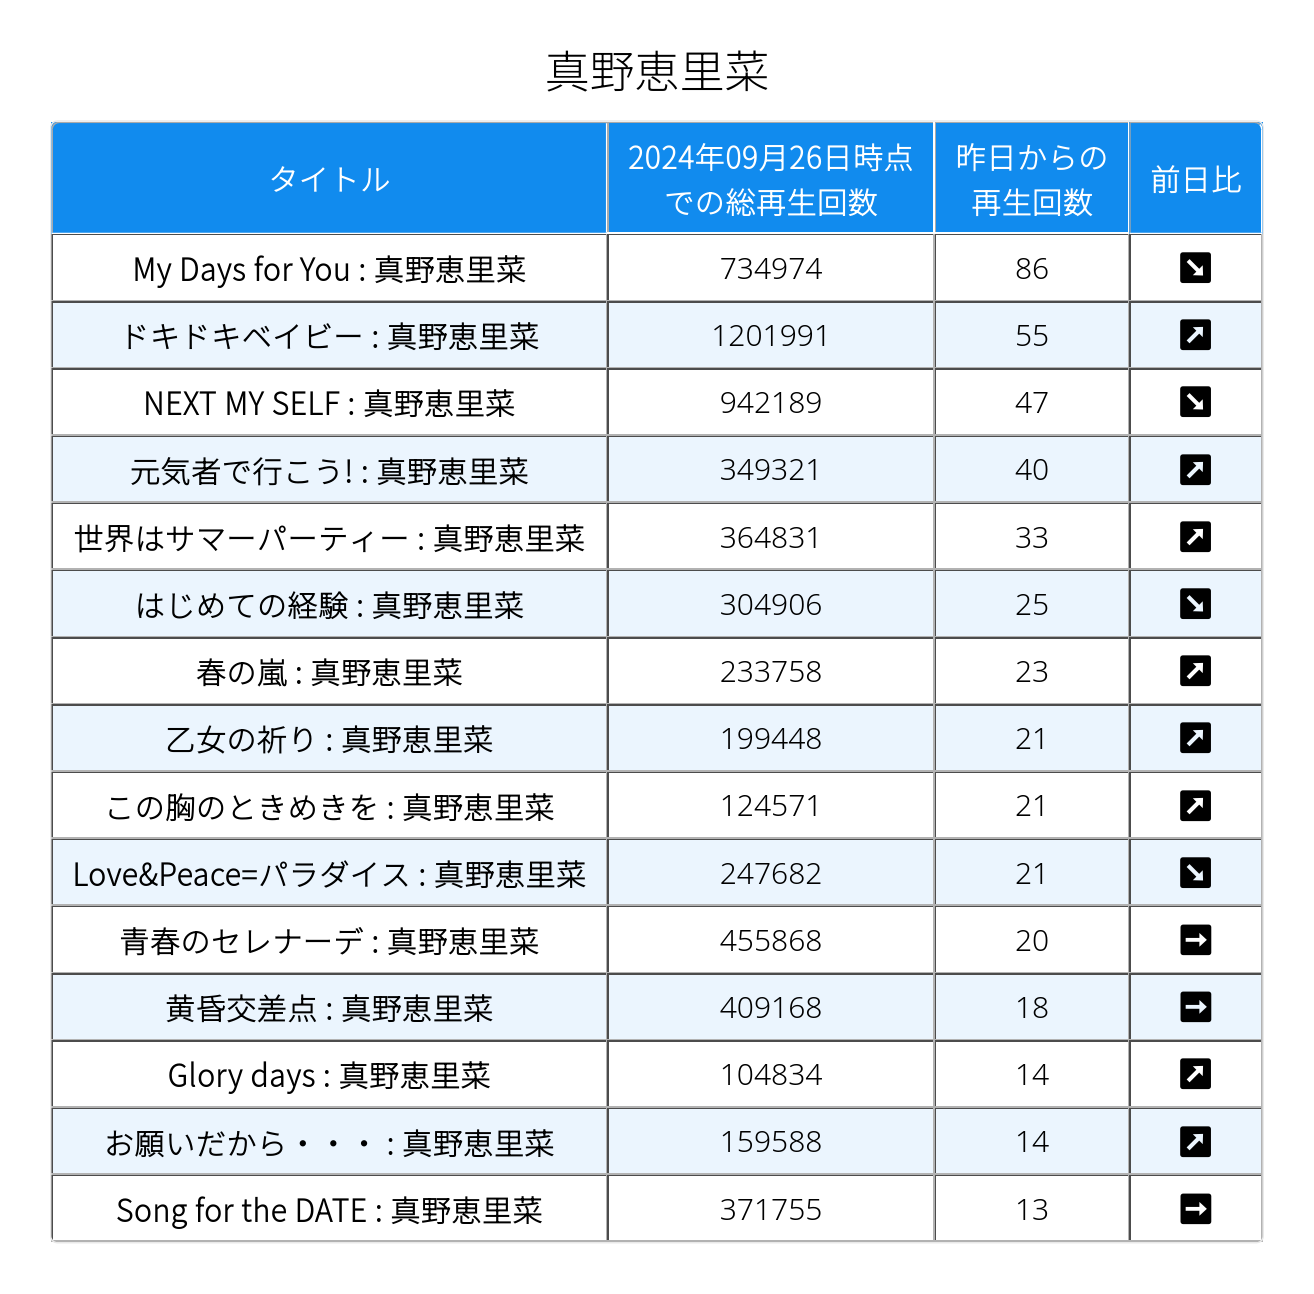 真野恵里菜
タイトル 2024年09月26日時点での総再生回数 昨日からの再生回数 前日比
My Days for You : 真野恵里菜 734974 86 ↘
ドキドキベイビー : 真野恵里菜 1201991 55 ↗
NEXT MY SELF : 真野恵里菜 942189 47 ↘
元気者で行こう! : 真野恵里菜 349321 40 ↗
世界はサマーパーティー : 真野恵里菜 364831 33 ↗
はじめての経験 : 真野恵里菜 304906 25 ↘
春の嵐 : 真野恵里菜 233758 23 ↗
乙女の祈り : 真野恵里菜 199448 21 ↗
この胸のときめきを : 真野恵里菜 124571 21 ↗
Love&Peace=パラダイス : 真野恵里菜 247682 21 ↘
青春のセレナーデ : 真野恵里菜 455868 20 →
黄昏交差点 : 真野恵里菜 409168 18 →
Glory days : 真野恵里菜 104834 14 ↗
お願いだから・・・ : 真野恵里菜 159588 14 ↗
Song for the DATE : 真野恵里菜 371755 13 →